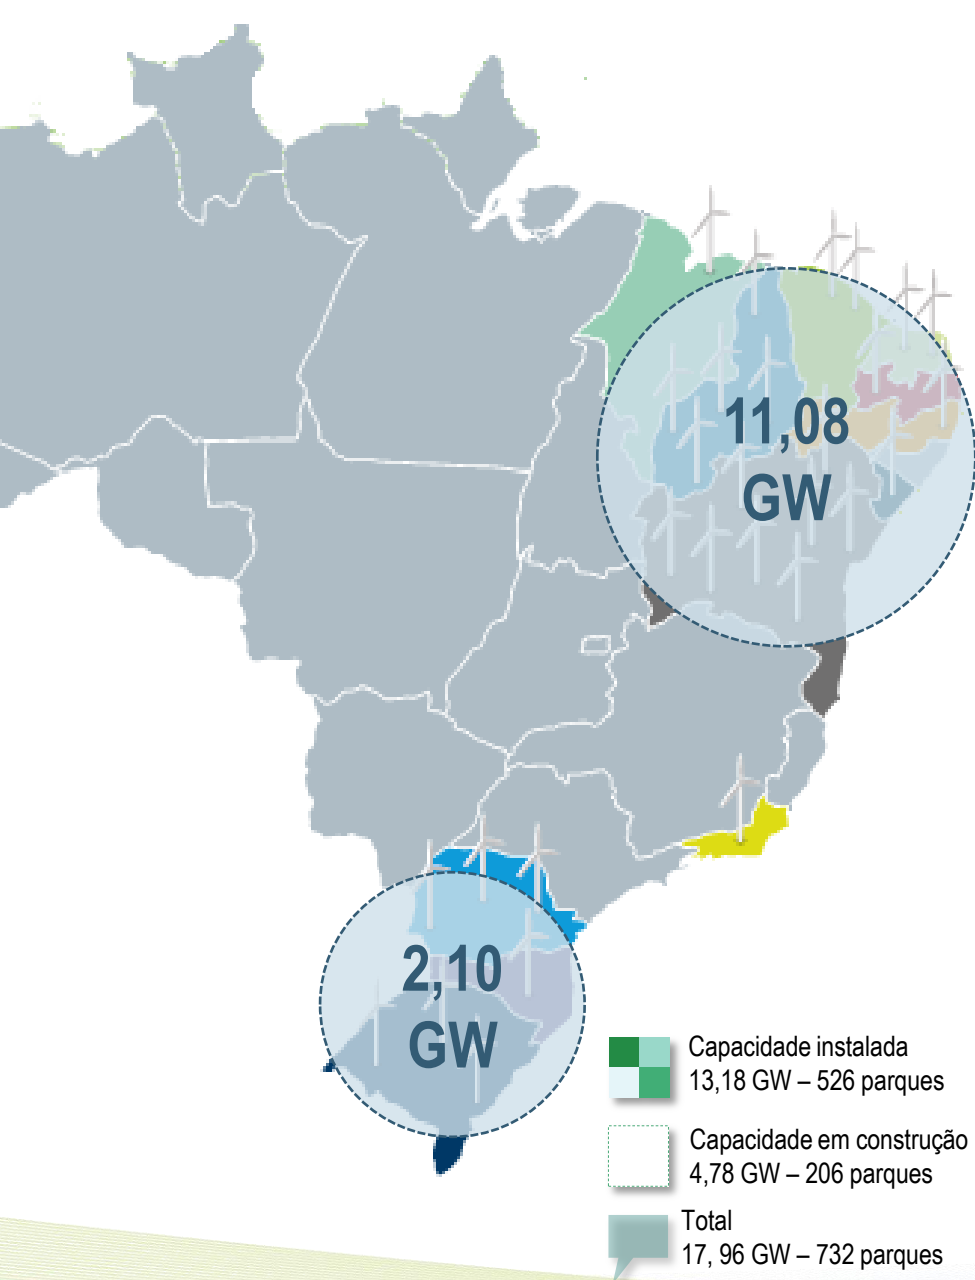 11,08
GW
2,10
GW
Capacidade instalada
13,18 GW – 526 parques
Capacidade em construção
4,78 GW – 206 parques
Total
17, 96 GW – 732 parques